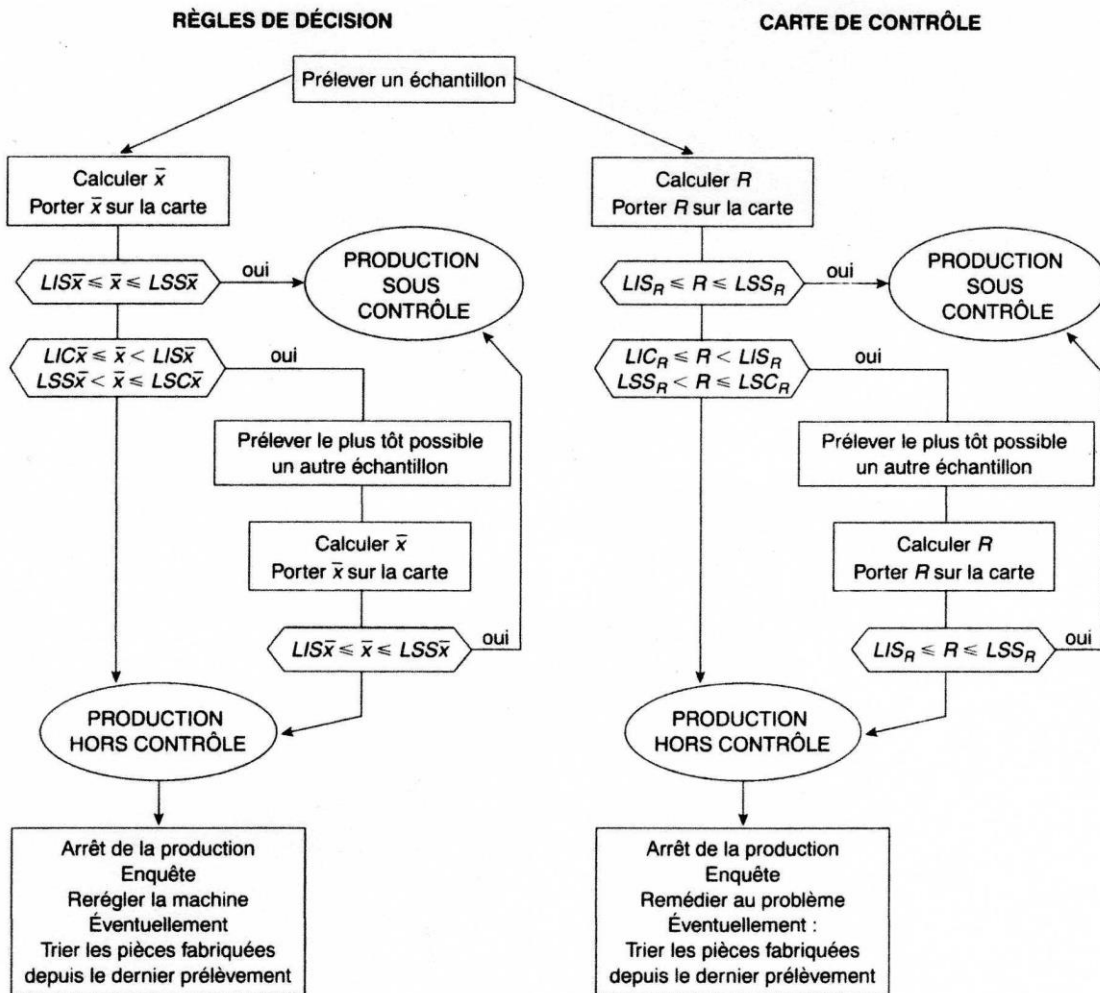 RÈGLES DE DÉCISION
CARTE DE CONTRÔLE
Prélever un échantillon
Calculer x̄
Porter x̄ sur la carte
LISx̄ ≤ x̄ ≤ LSSx̄
oui
PRODUCTION
SOUS
CONTRÔLE
LICx̄ ≤ x̄ < LISx̄
LSSx̄ < x̄ ≤ LSCx̄
oui
Prélever le plus tôt possible
un autre échantillon
Calculer x̄
Porter x̄ sur la carte
LISx̄ ≤ x̄ ≤ LSSx̄
oui
PRODUCTION
HORS CONTRÔLE
Arrêt de la production
Enquête
Rerégler la machine
Éventuellement
Trier les pièces fabriquées
depuis le dernier prélèvement
Calculer R
Porter R sur la carte
LIS_R ≤ R ≤ LSS_R
oui
PRODUCTION
SOUS
CONTRÔLE
LIC_R ≤ R < LIS_R
LSS_R < R ≤ LSC_R
oui
Prélever le plus tôt possible
un autre échantillon
Calculer R
Porter R sur la carte
LIS_R ≤ R ≤ LSS_R
oui
PRODUCTION
HORS CONTRÔLE
Arrêt de la production
Enquête
Remédier au problème
Éventuellement :
Trier les pièces fabriquées
depuis le dernier prélèvement